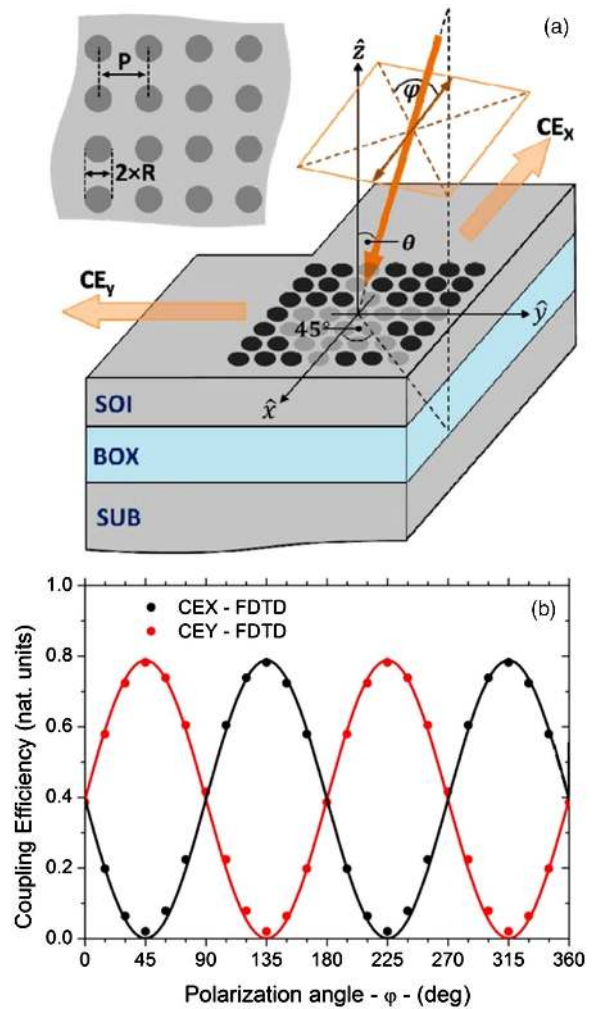 (a)
P
2×R
ẑ
φ
CEX
θ
CEy
45°
ŷ
x̂
SOI
BOX
SUB
(b)
CEX - FDTD
CEY - FDTD
Coupling Efficiency (nat. units)
1.0
0.8
0.6
0.4
0.2
0.0
0 45 90 135 180 225 270 315 360
Polarization angle - φ - (deg)